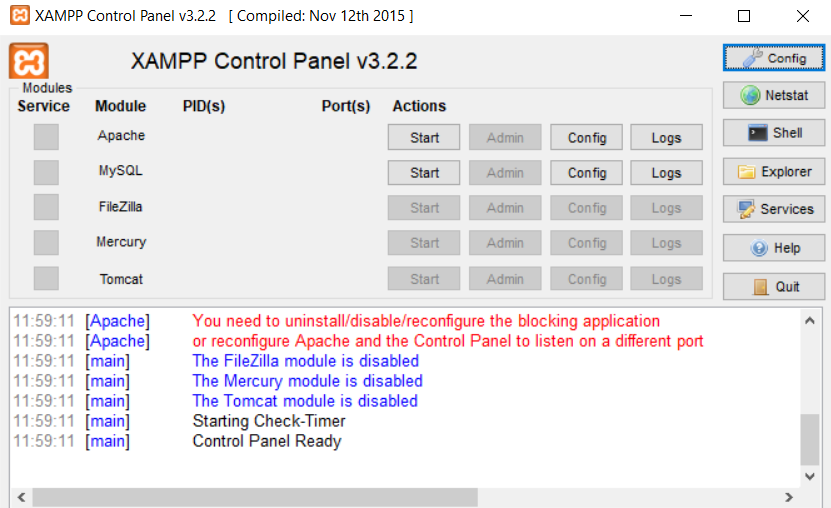 XAMPP Control Panel v3.2.2 [ Compiled: Nov 12th 2015 ]
XAMPP Control Panel v3.2.2
Config
Modules
Service Module PID(s) Port(s) Actions
Netstat
Apache Start Admin Config Logs
Shell
MySQL Start Admin Config Logs
Explorer
FileZilla Start Admin Config Logs
Services
Mercury Start Admin Config Logs
Help
Tomcat Start Admin Config Logs
Quit
11:59:11 [Apache] You need to uninstall/disable/reconfigure the blocking application
11:59:11 [Apache] or reconfigure Apache and the Control Panel to listen on a different port
11:59:11 [main] The FileZilla module is disabled
11:59:11 [main] The Mercury module is disabled
11:59:11 [main] The Tomcat module is disabled
11:59:11 [main] Starting Check-Timer
11:59:11 [main] Control Panel Ready